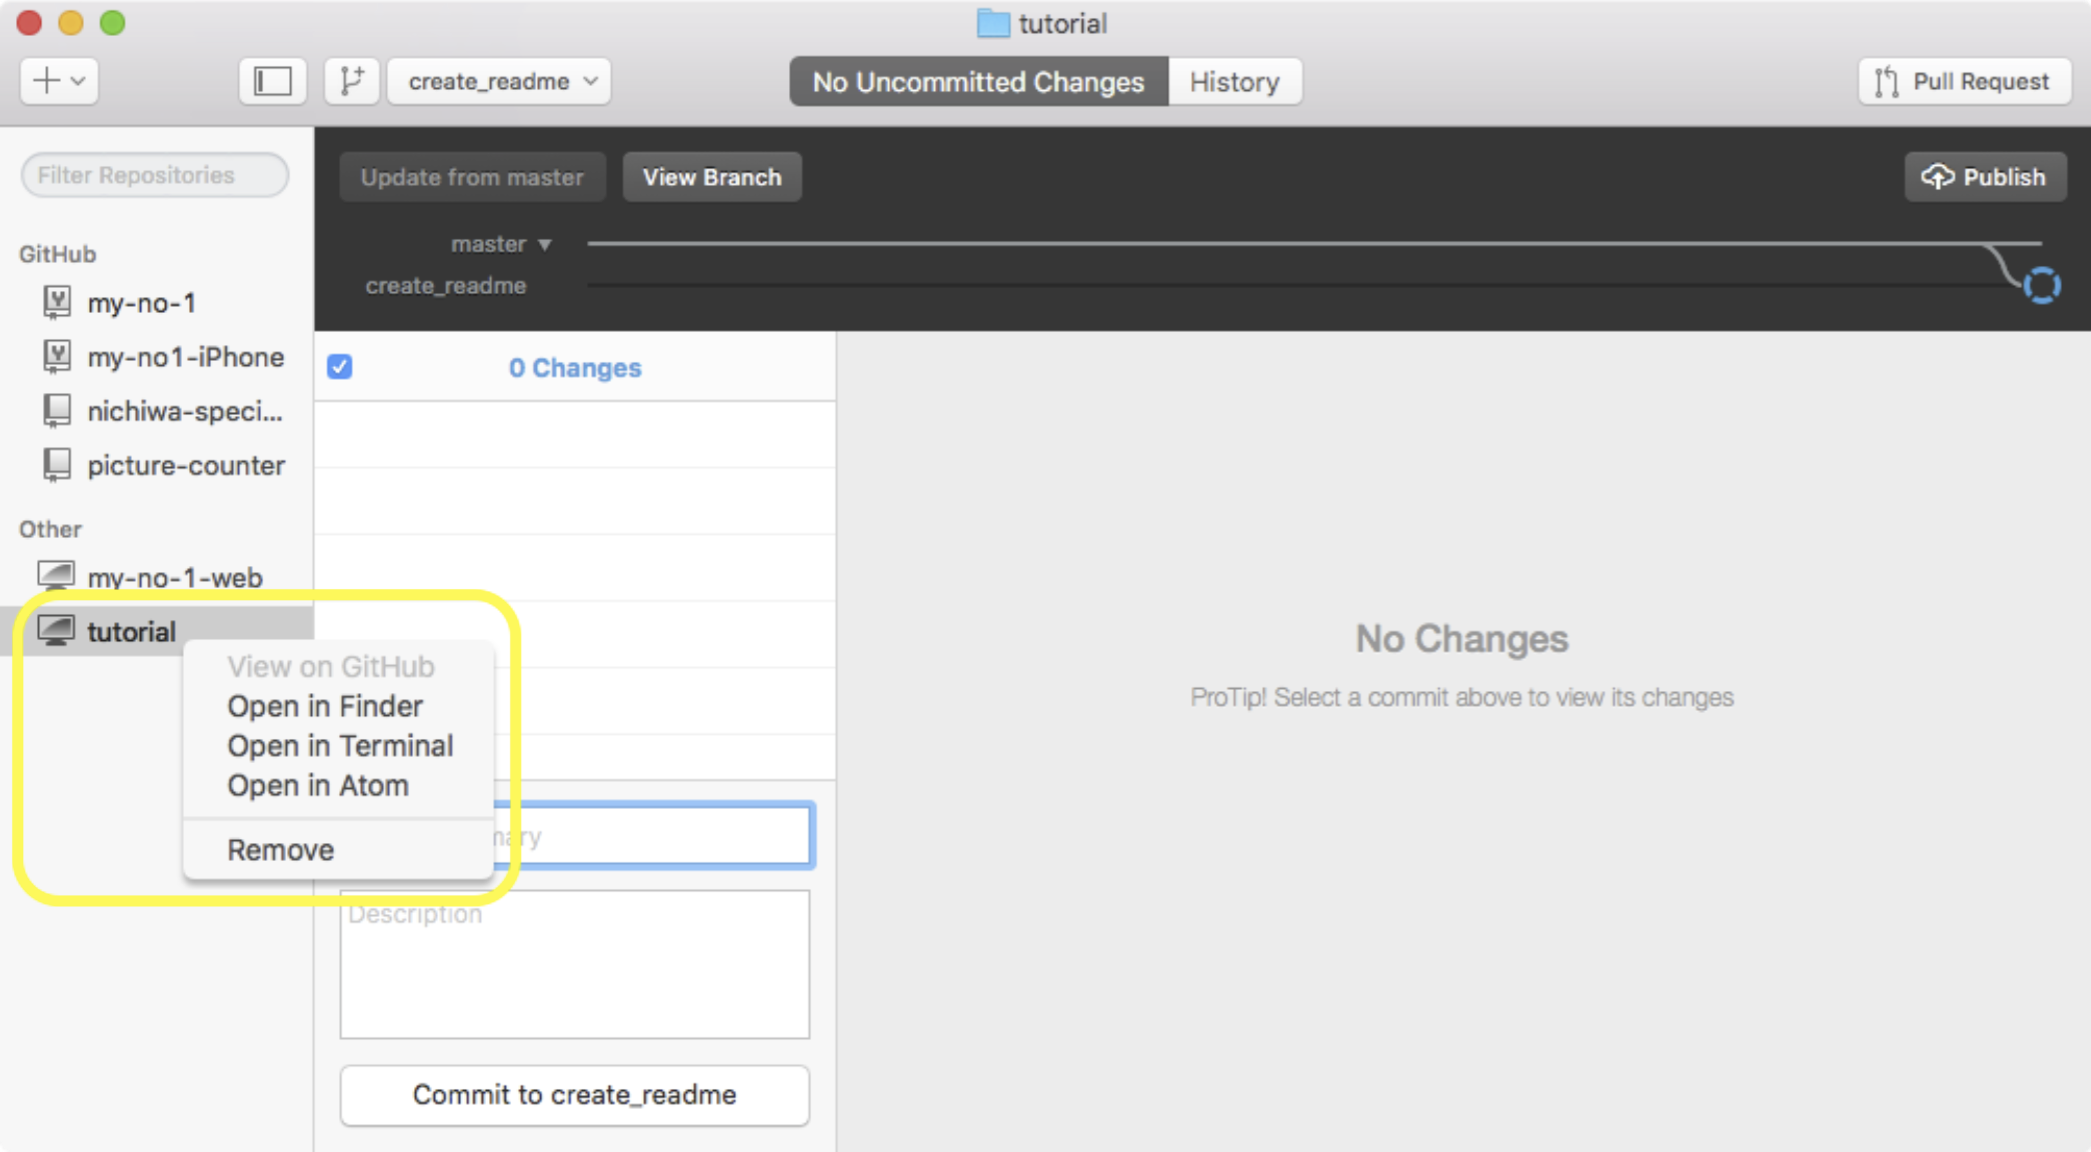 tutorial
create_readme
No Uncommitted Changes
History
Pull Request
Filter Repositories
Update from master
View Branch
Publish
master
create_readme
GitHub
my-no-1
my-no1-iPhone
nichiwa-speci...
picture-counter
Other
my-no-1-web
tutorial
0 Changes
View on GitHub
Open in Finder
Open in Terminal
Open in Atom
Remove
Description
Commit to create_readme
No Changes
ProTip! Select a commit above to view its changes